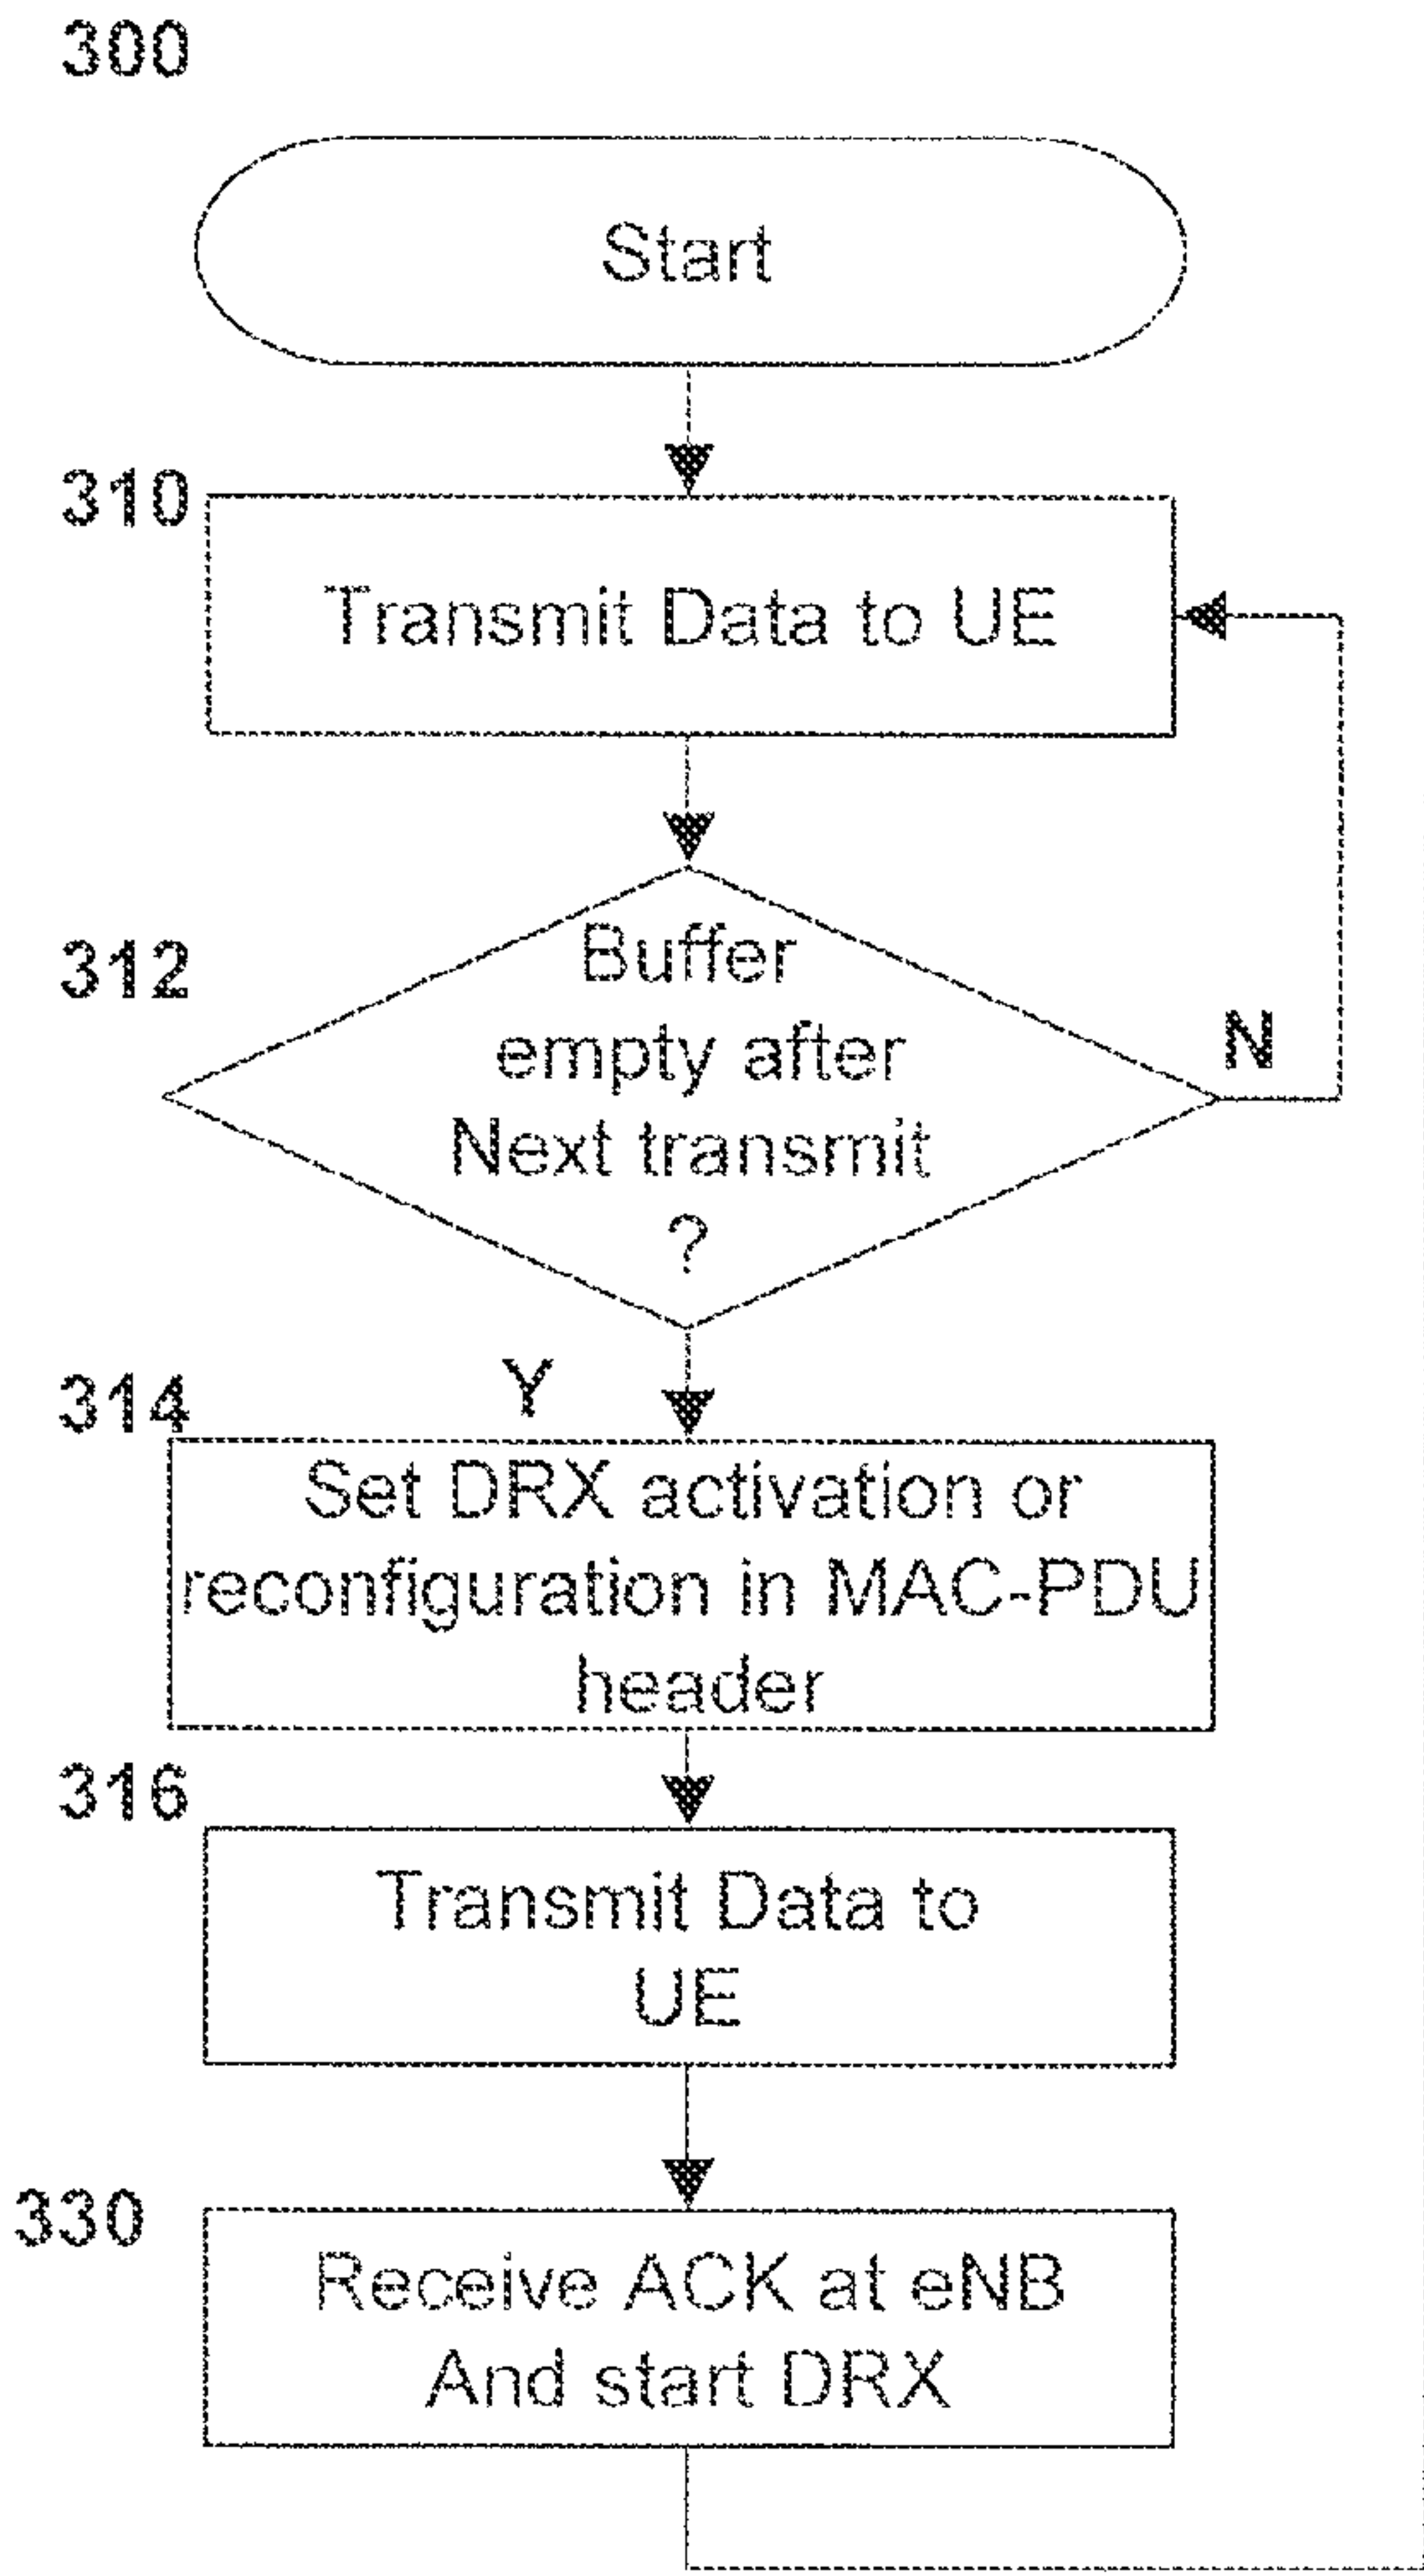 300
Start
310
Transmit Data to UE
312
Buffer
empty after
Next transmit
?
N
Y
314
Set DRX activation or
reconfiguration in MAC-PDU
header
316
Transmit Data to
UE
330
Receive ACK at eNB
And start DRX